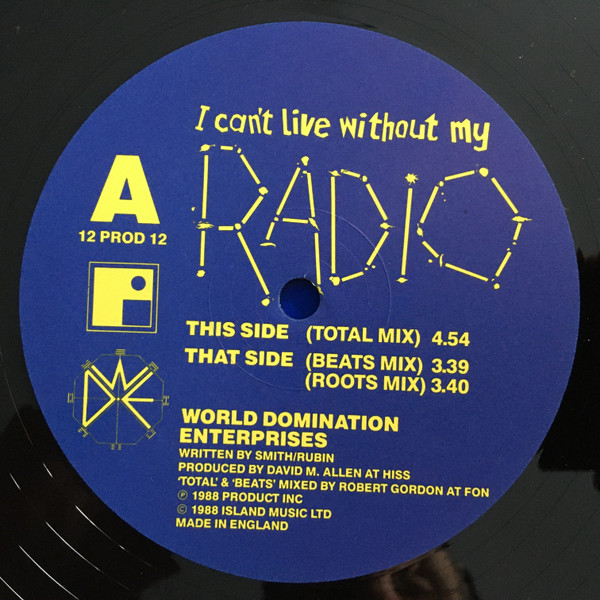 I can't live without my
RADIO
A
12 PROD 12
THIS SIDE (TOTAL MIX) 4.54
THAT SIDE (BEATS MIX) 3.39
(ROOTS MIX) 3.40
WORLD DOMINATION
ENTERPRISES
WRITTEN BY SMITH/RUBIN
PRODUCED BY DAVID M. ALLEN AT HISS
'TOTAL' & 'BEATS' MIXED BY ROBERT GORDON AT FON
℗ 1988 PRODUCT INC
© 1988 ISLAND MUSIC LTD
MADE IN ENGLAND